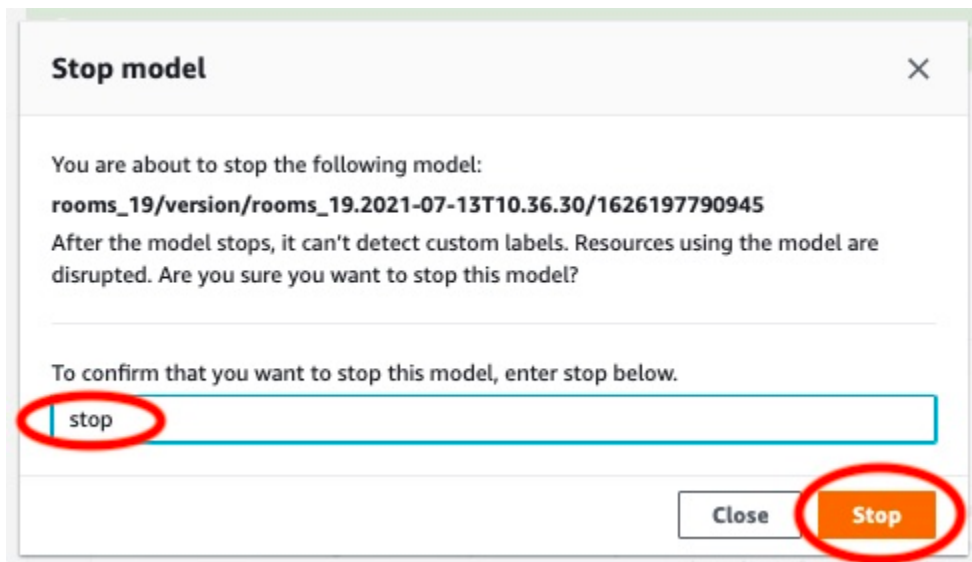 Stop model
You are about to stop the following model:
rooms_19/version/rooms_19.2021-07-13T10.36.30/1626197790945
After the model stops, it can't detect custom labels. Resources using the model are
disrupted. Are you sure you want to stop this model?
To confirm that you want to stop this model, enter stop below.
stop
Close Stop